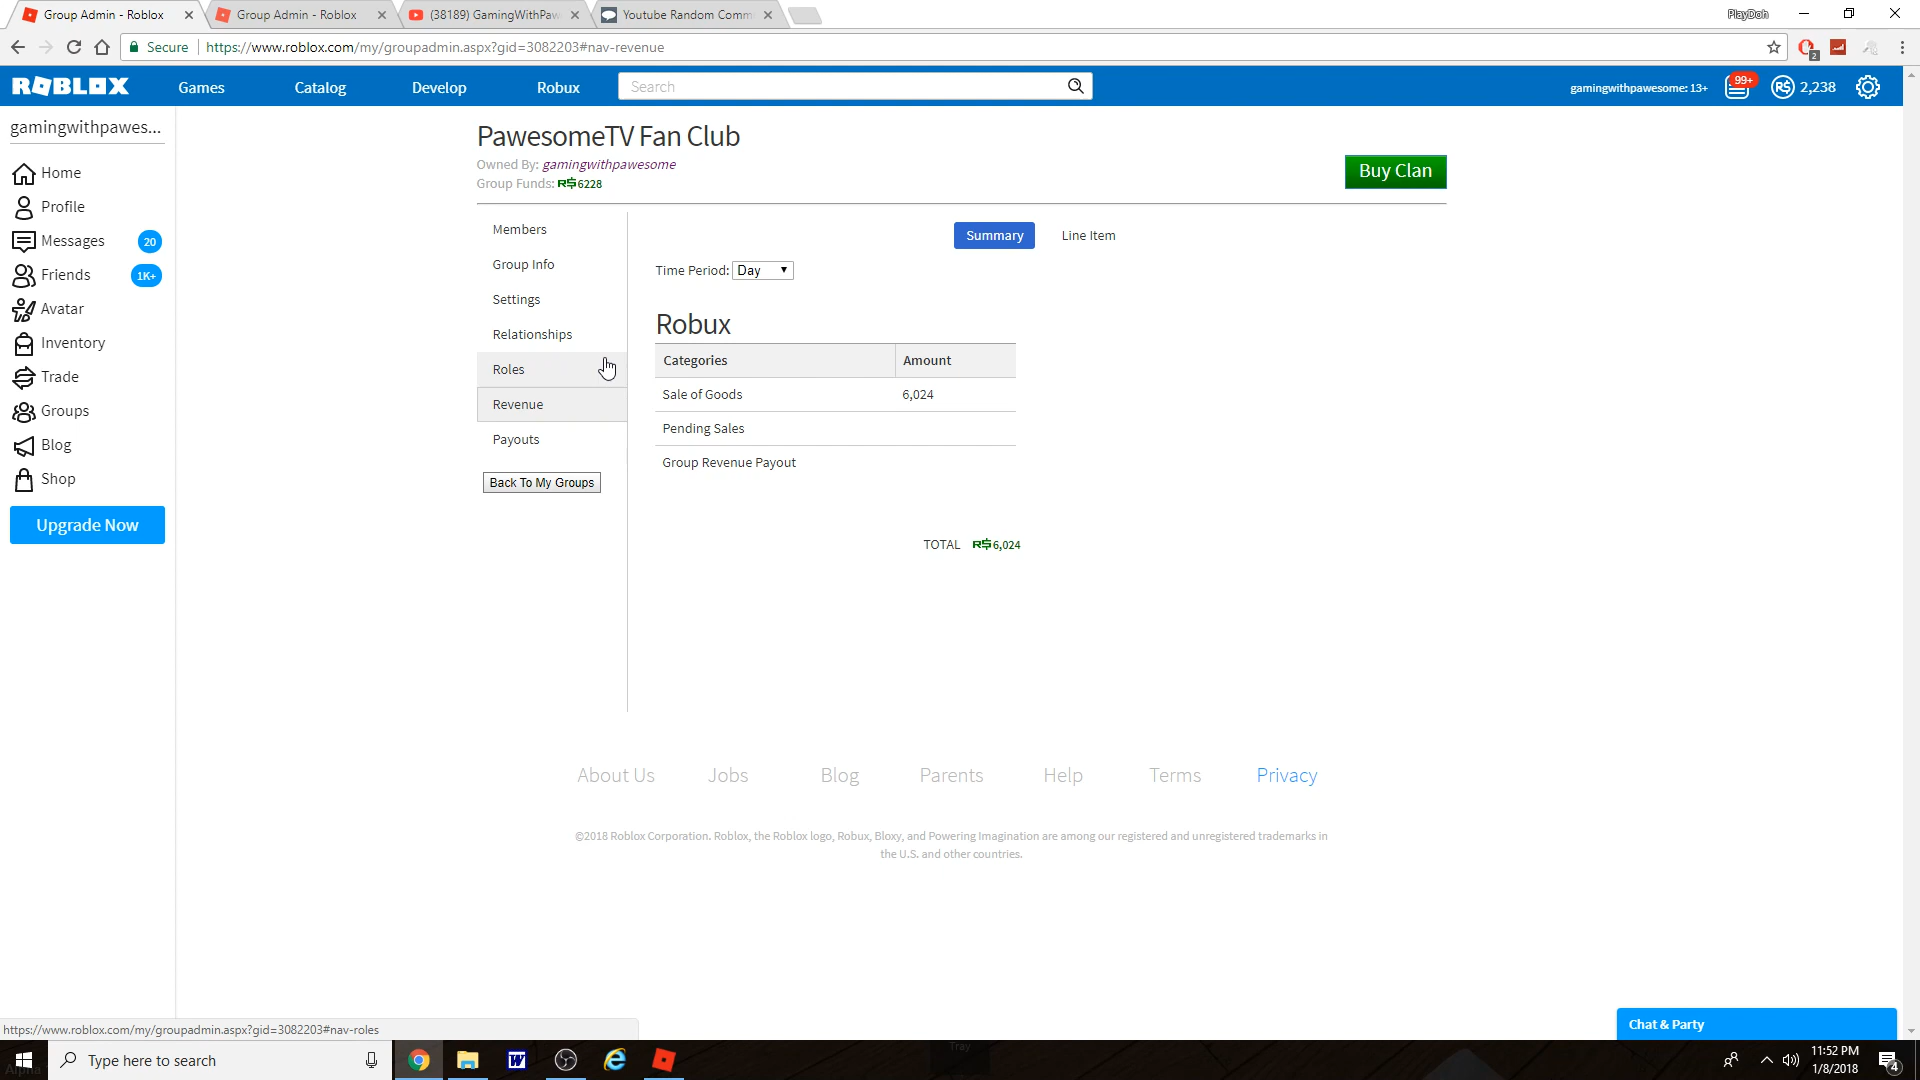 Group Admin - Roblox
Group Admin - Roblox
(38189) GamingWithPaw
Youtube Random Comm
PlayDoh
Secure
https://www.roblox.com/my/groupadmin.aspx?gid=3082203#nav-revenue
2
ROBLOX
Games
Catalog
Develop
Robux
Search
gamingwithpawesome: 13+
99+
R$ 2,238
gamingwithpawes...
Home
Profile
Messages 20
Friends 1K+
Avatar
Inventory
Trade
Groups
Blog
Shop
Upgrade Now
PawesomeTV Fan Club
Owned By: gamingwithpawesome
Group Funds: R$6228
Buy Clan
Members
Group Info
Settings
Relationships
Roles
Revenue
Payouts
Back To My Groups
Summary
Line Item
Time Period: Day
Robux
Categories Amount
Sale of Goods 6,024
Pending Sales
Group Revenue Payout
TOTAL R$6,024
About Us Jobs Blog Parents Help Terms Privacy
©2018 Roblox Corporation. Roblox, the Roblox logo, Robux, Bloxy, and Powering Imagination are among our registered and unregistered trademarks in
the U.S. and other countries.
https://www.roblox.com/my/groupadmin.aspx?gid=3082203#nav-roles
Chat & Party
Tray
Type here to search
11:52 PM
1/8/2018
4